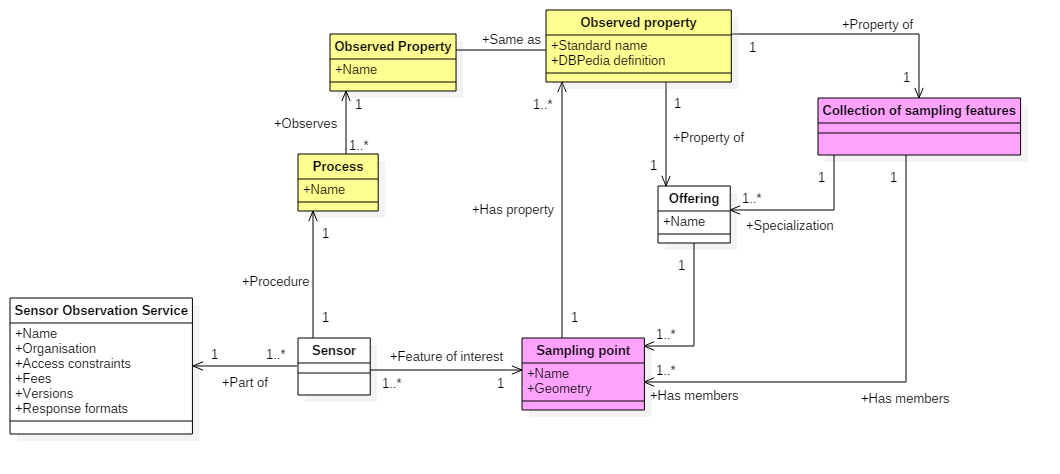 Observed property
+Standard name
+DBPedia definition
+Property of
1
1
Observed Property
+Name
+Same as
1
+Observes
1..*
1..*
1
+Property of
1
Collection of sampling features
1
1
Process
+Name
1
+Has property
Offering
+Name
1..*
+Specialization
1
+Procedure
1
1
Sensor Observation Service
+Name
+Organisation
+Access constraints
+Fees
+Versions
+Response formats
1
1..*
+Part of
Sensor
+Feature of interest
1..*
1
Sampling point
+Name
+Geometry
1..*
1..*
+Has members
+Has members